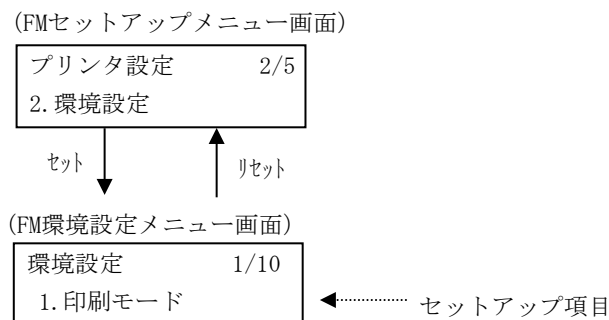 (FMセットアップメニュー画面)
プリンタ設定 2/5
2.環境設定
ｾｯﾄ ﾘｾｯﾄ
(FM環境設定メニュー画面)
環境設定 1/10
1.印刷モード
セットアップ項目